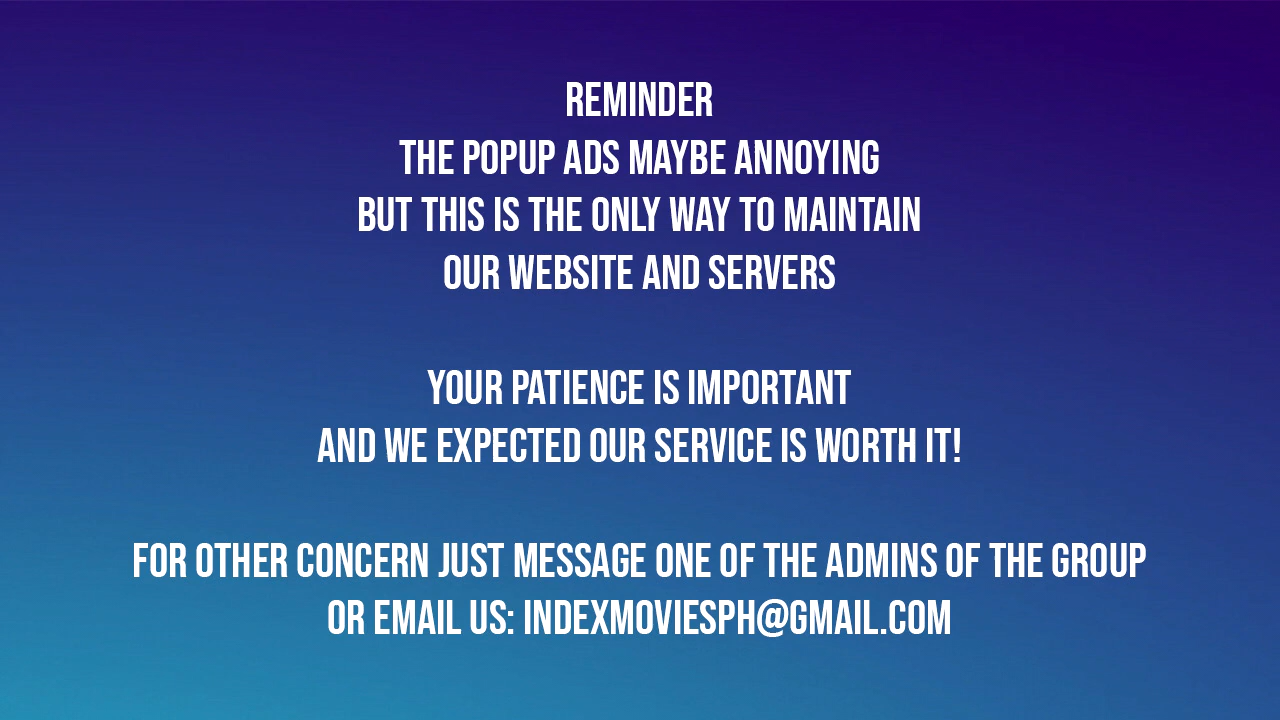 REMINDER
THE POPUP ADS MAYBE ANNOYING
BUT THIS IS THE ONLY WAY TO MAINTAIN
OUR WEBSITE AND SERVERS
YOUR PATIENCE IS IMPORTANT
AND WE EXPECTED OUR SERVICE IS WORTH IT!
FOR OTHER CONCERN JUST MESSAGE ONE OF THE ADMINS OF THE GROUP
OR EMAIL US: INDEXMOVIESPH@GMAIL.COM